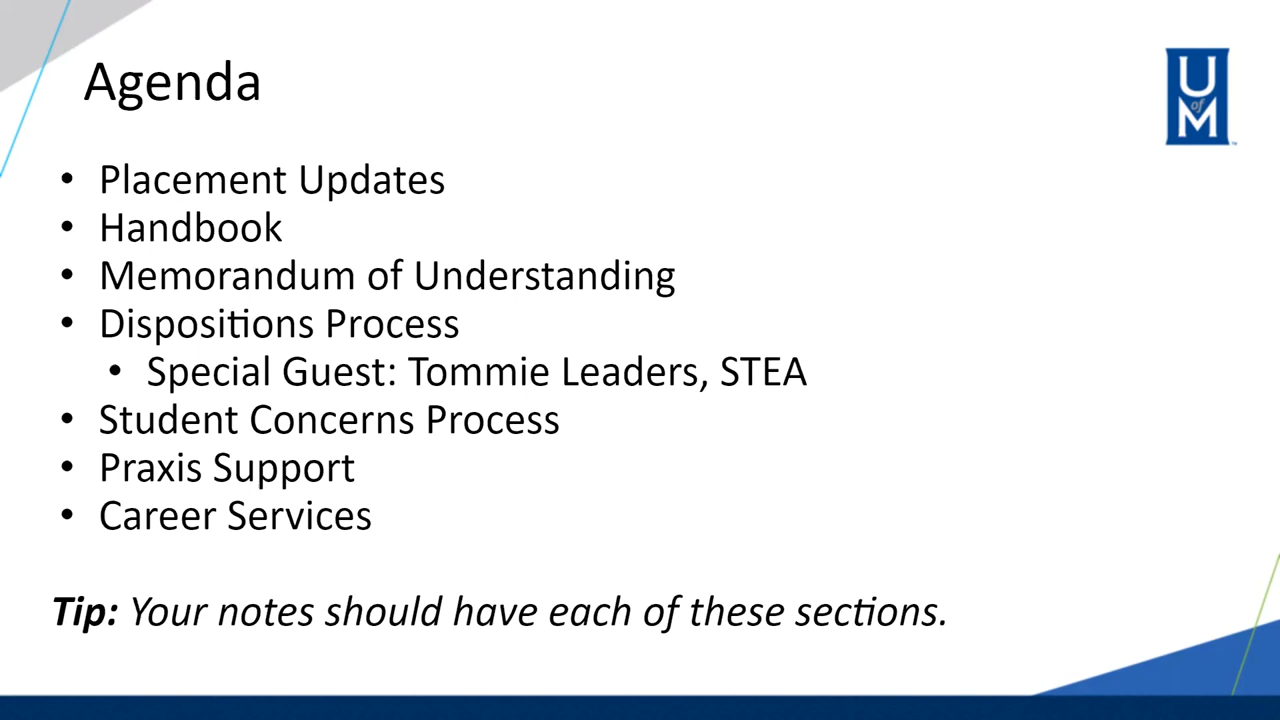 Agenda
U
of
M
• Placement Updates
• Handbook
• Memorandum of Understanding
• Dispositions Process
• Special Guest: Tommie Leaders, STEA
• Student Concerns Process
• Praxis Support
• Career Services
Tip: Your notes should have each of these sections.